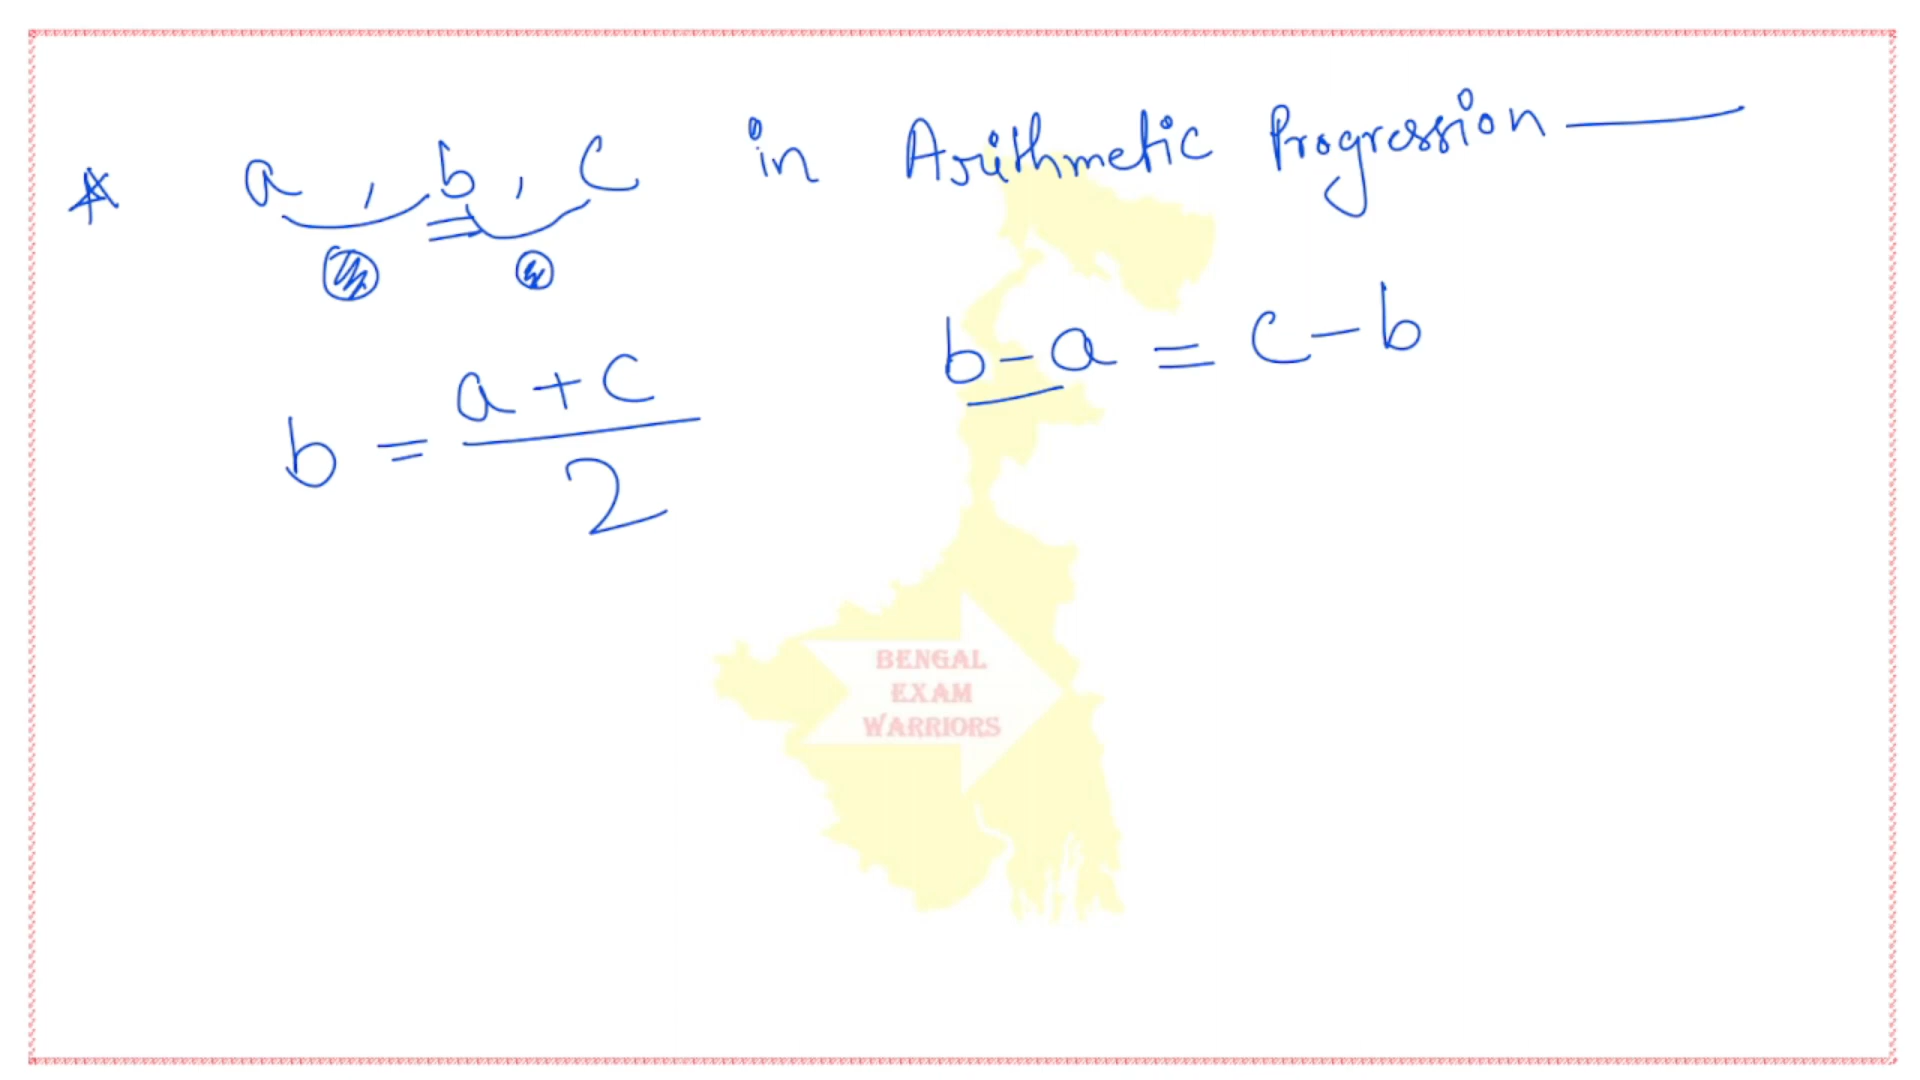 * a, b, c in Arithmetic Progression —
b - a = c - b
b = a + c / 2
BENGAL
EXAM
WARRIORS